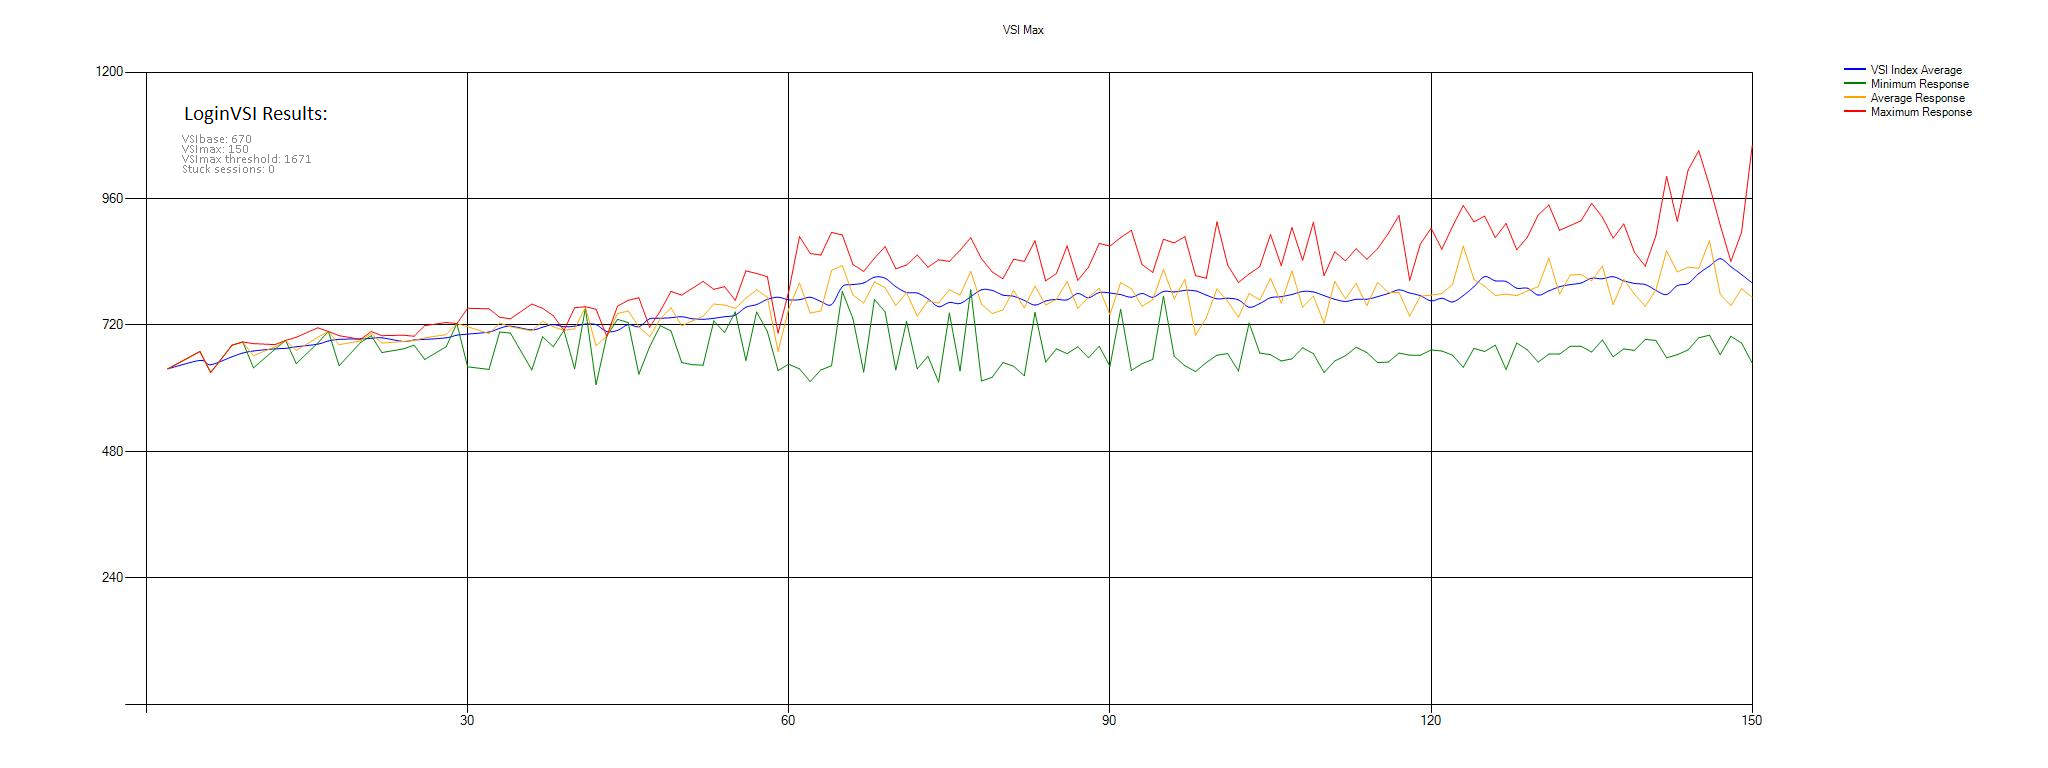 VSI Max
1200
960
720
480
240
LoginVSI Results:
VSIbase: 670
VSImax: 150
VSImax threshold: 1671
Stuck sessions: 0
30
60
90
120
150
VSI Index Average
Minimum Response
Average Response
Maximum Response